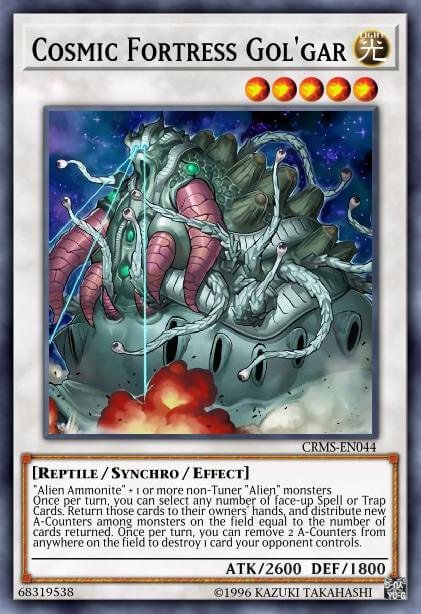 COSMIC FORTRESS GOL'GAR
LIGHT
光
CRMS-EN044
[REPTILE / SYNCHRO / EFFECT]
"Alien Ammonite" + 1 or more non-Tuner "Alien" monsters
Once per turn, you can select any number of face-up Spell or Trap
Cards. Return those cards to their owners' hands, and distribute new
A-Counters among monsters on the field equal to the number of
cards returned. Once per turn, you can remove 2 A-Counters from
anywhere on the field to destroy 1 card your opponent controls.
ATK/2600 DEF/1800
68319538
©1996 KAZUKI TAKAHASHI